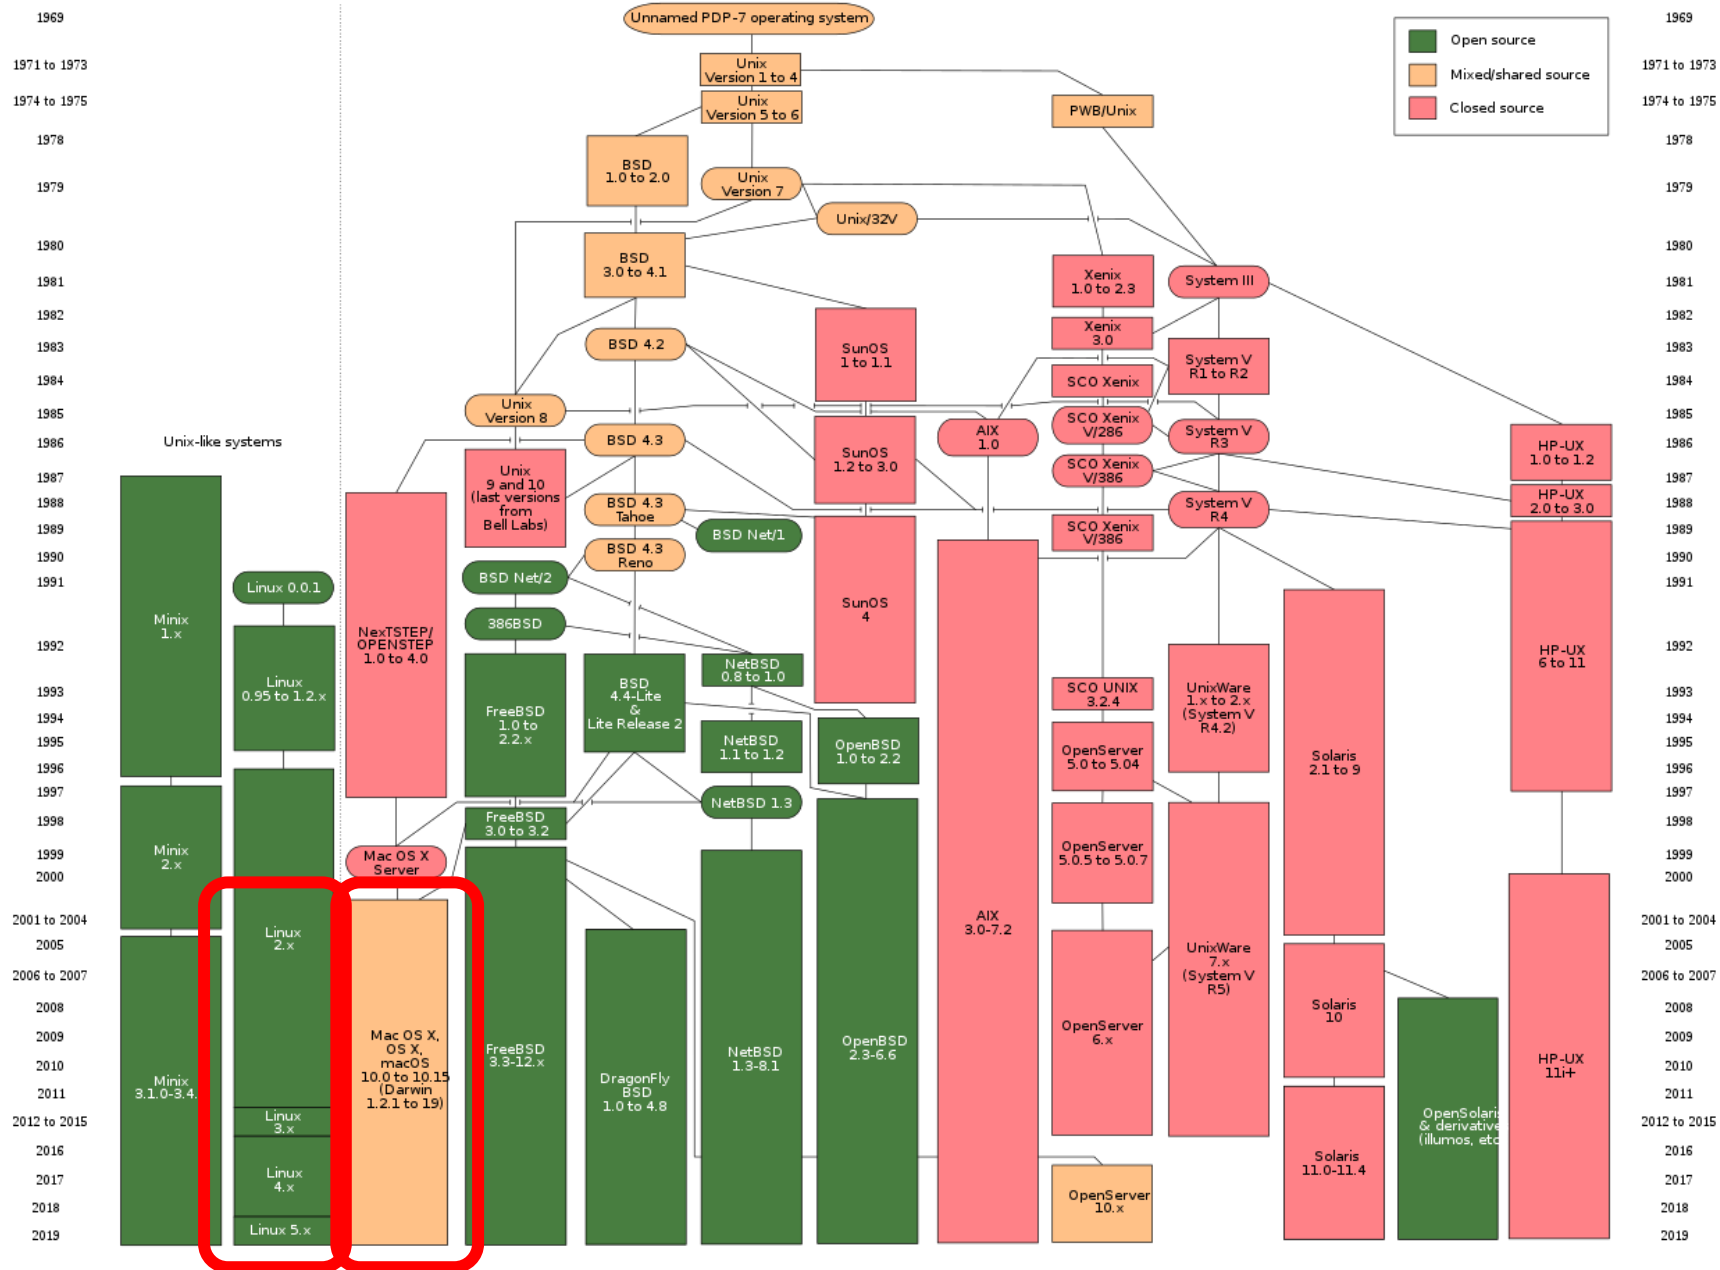 1969
1971 to 1973
1974 to 1975
1978
1979
1980
1981
1982
1983
1984
1985
1986
1987
1988
1989
1990
1991
1992
1993
1994
1995
1996
1997
1998
1999
2000
2001 to 2004
2005
2006 to 2007
2008
2009
2010
2011
2012 to 2015
2016
2017
2018
2019
Unix-like systems
Minix
1.x
Minix
2.x
Minix
3.1.0-3.4.
Linux 0.0.1
Linux
0.95 to 1.2.x
Linux
2.x
Linux
3.x
Linux
4.x
Linux 5.x
Unnamed PDP-7 operating system
Unix
Version 1 to 4
Unix
Version 5 to 6
PWB/Unix
BSD
1.0 to 2.0
Unix
Version 7
Unix/32V
BSD
3.0 to 4.1
Xenix
1.0 to 2.3
System III
Xenix
3.0
BSD 4.2
SunOS
1 to 1.1
System V
R1 to R2
SCO Xenix
Unix
Version 8
SCO Xenix
V/286
AIX
1.0
System V
R3
BSD 4.3
SunOS
1.2 to 3.0
HP-UX
1.0 to 1.2
SCO Xenix
V/386
Unix
9 and 10
(last versions
from
Bell Labs)
HP-UX
2.0 to 3.0
BSD 4.3
Tahoe
System V
R4
BSD Net/1
SCO Xenix
V/386
BSD 4.3
Reno
BSD Net/2
SunOS
4
386BSD
NexTSTEP/
OPENSTEP
1.0 to 4.0
HP-UX
6 to 11
NetBSD
0.8 to 1.0
BSD
4.4-Lite
&
Lite Release 2
SCO UNIX
3.2.4
UnixWare
1.x to 2.x
(System V
R4.2)
FreeBSD
1.0 to
2.2.x
NetBSD
1.1 to 1.2
OpenBSD
1.0 to 2.2
OpenServer
5.0 to 5.04
Solaris
2.1 to 9
NetBSD 1.3
FreeBSD
3.0 to 3.2
OpenServer
5.0.5 to 5.0.7
Mac OS X
Server
AIX
3.0-7.2
UnixWare
7.x
(System V
R5)
Solaris
10
OpenServer
6.x
Mac OS X,
OS X,
macOS
10.0 to 10.15
(Darwin
1.2.1 to 19)
FreeBSD
3.3-12.x
OpenBSD
2.3-6.6
NetBSD
1.3-8.1
DragonFly
BSD
1.0 to 4.8
HP-UX
11i+
OpenSolaris
& derivative
(illumos, etc
Solaris
11.0-11.4
OpenServer
10.x
Open source
Mixed/shared source
Closed source
1969
1971 to 1973
1974 to 1975
1978
1979
1980
1981
1982
1983
1984
1985
1986
1987
1988
1989
1990
1991
1992
1993
1994
1995
1996
1997
1998
1999
2000
2001 to 2004
2005
2006 to 2007
2008
2009
2010
2011
2012 to 2015
2016
2017
2018
2019